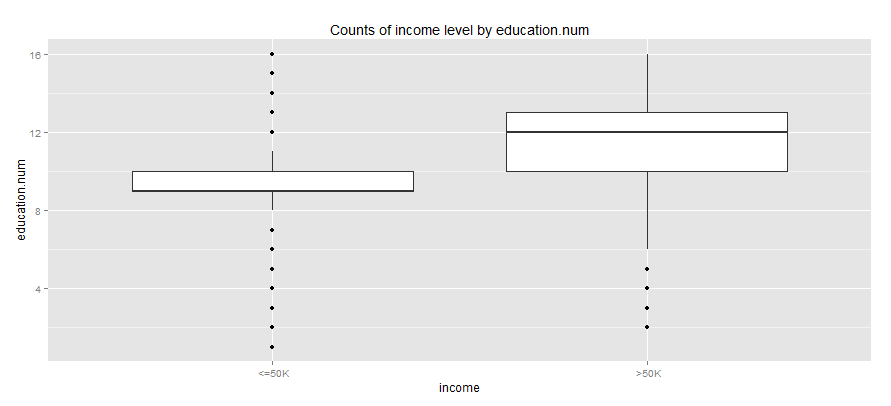 Counts of income level by education.num
16
12
8
4
education.num
<=50K
>50K
income